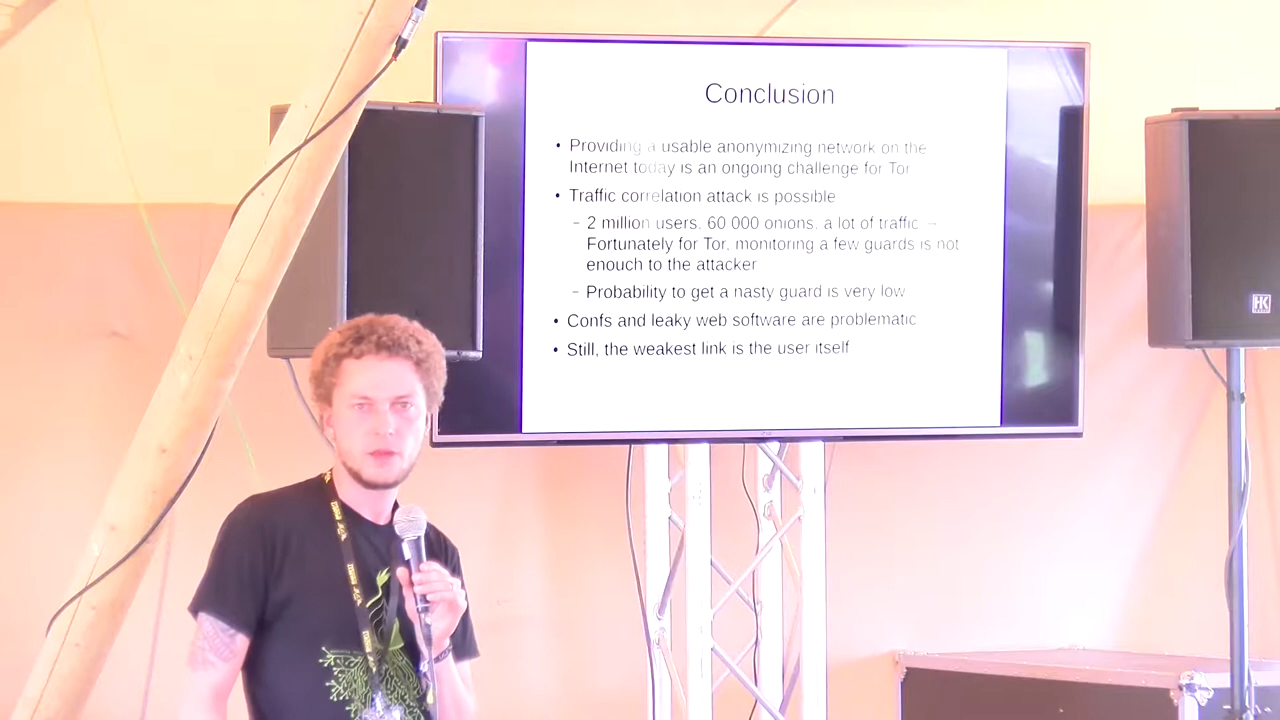 Conclusion
• Providing a usable anonymizing network on the
Internet today is an ongoing challenge for Tor
• Traffic correlation attack is possible
– 2 million users, 60 000 onions, a lot of traffic →
Fortunately for Tor, monitoring a few guards is not
enouch to the attacker
– Probability to get a nasty guard is very low
• Confs and leaky web software are problematic
• Still, the weakest link is the user itself
HK